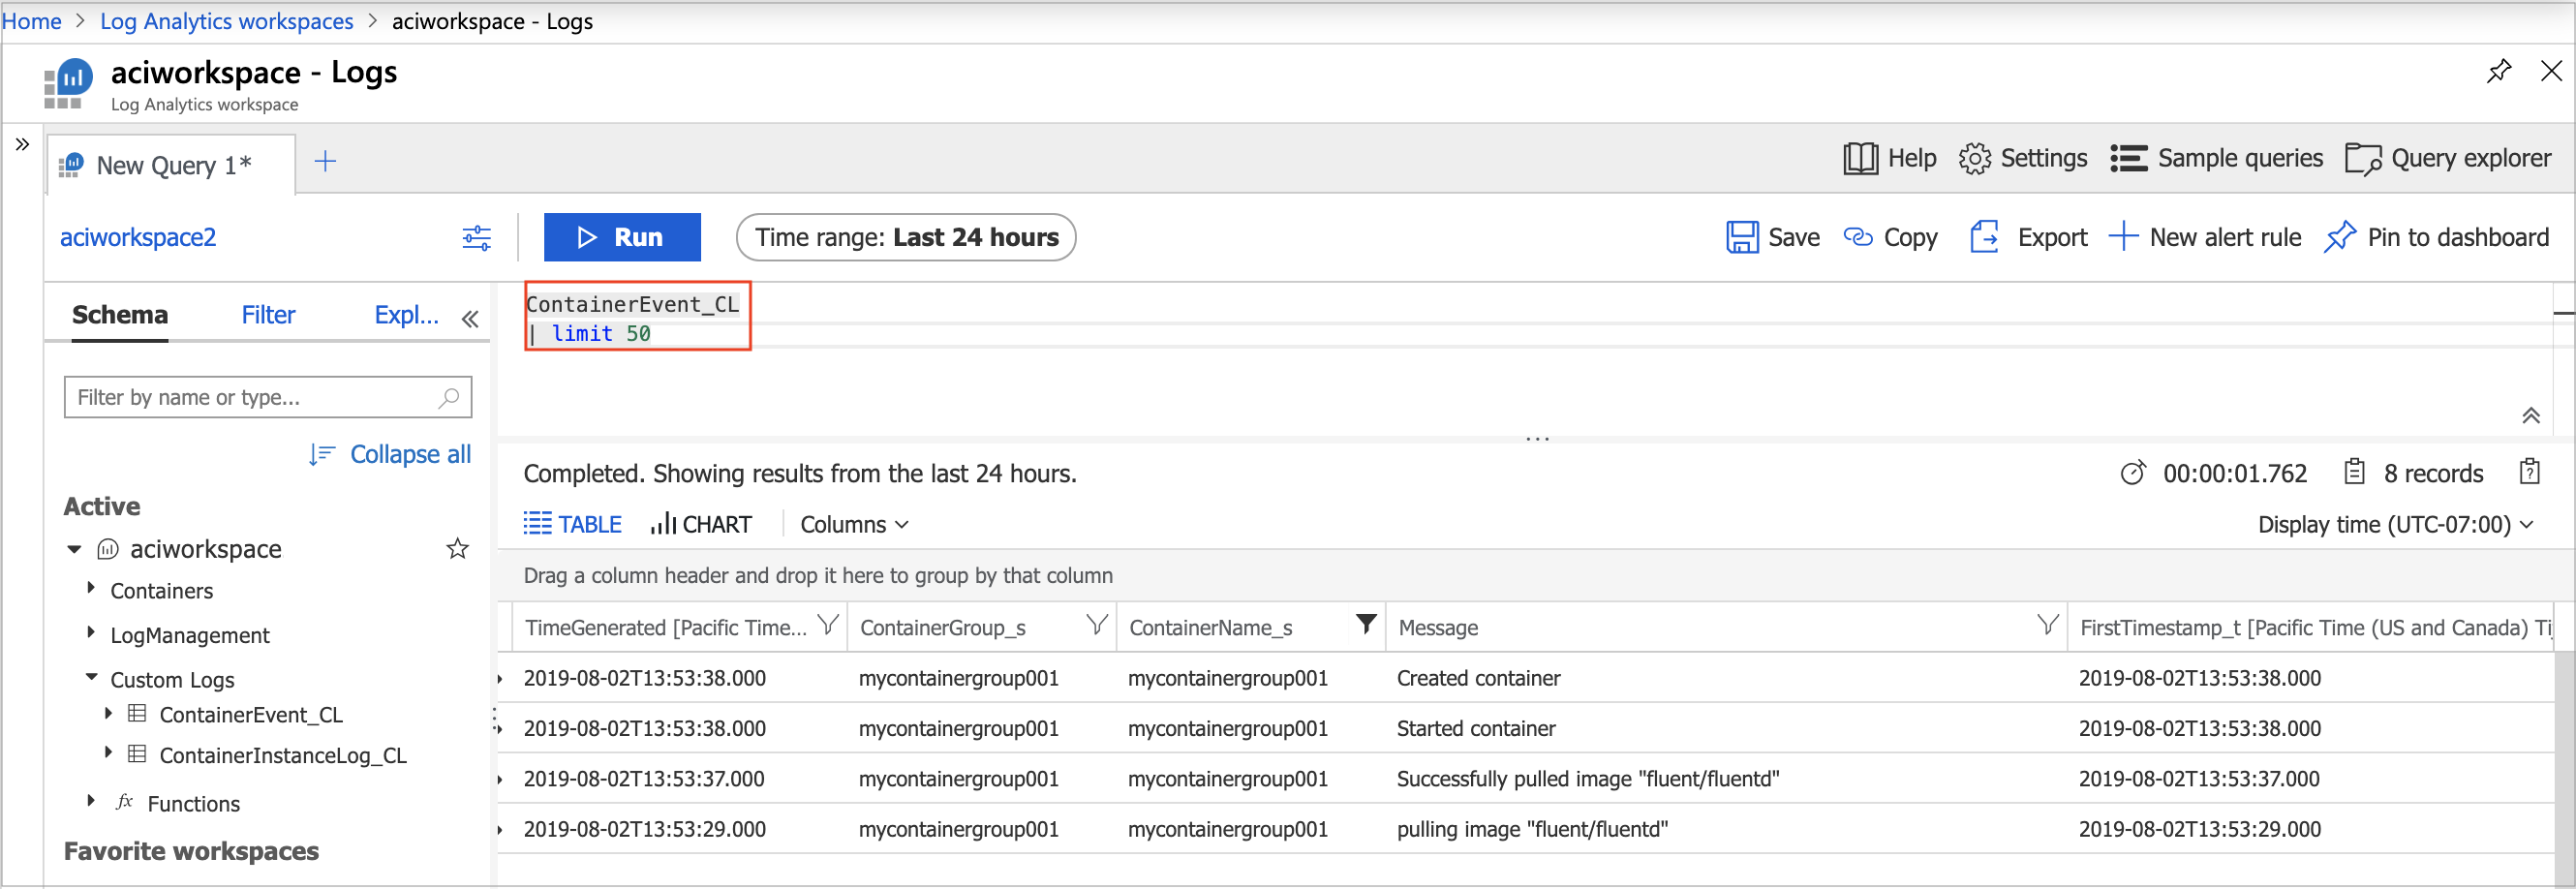 Home > Log Analytics workspaces > aciworkspace - Logs
aciworkspace - Logs
Log Analytics workspace
New Query 1*
Help Settings Sample queries Query explorer
aciworkspace2
Run
Time range: Last 24 hours
Save Copy Export New alert rule Pin to dashboard
Schema Filter Expl...
ContainerEvent_CL
| limit 50
Filter by name or type...
Collapse all
Completed. Showing results from the last 24 hours.
00:00:01.762 8 records
TABLE CHART Columns
Display time (UTC-07:00)
Drag a column header and drop it here to group by that column
Active
aciworkspace
Containers
LogManagement
Custom Logs
ContainerEvent_CL
ContainerInstanceLog_CL
fx Functions
Favorite workspaces
TimeGenerated [Pacific Time... ContainerGroup_s ContainerName_s Message FirstTimestamp_t [Pacific Time (US and Canada) Ti
2019-08-02T13:53:38.000 mycontainergroup001 mycontainergroup001 Created container 2019-08-02T13:53:38.000
2019-08-02T13:53:38.000 mycontainergroup001 mycontainergroup001 Started container 2019-08-02T13:53:38.000
2019-08-02T13:53:37.000 mycontainergroup001 mycontainergroup001 Successfully pulled image "fluent/fluentd" 2019-08-02T13:53:37.000
2019-08-02T13:53:29.000 mycontainergroup001 mycontainergroup001 pulling image "fluent/fluentd" 2019-08-02T13:53:29.000